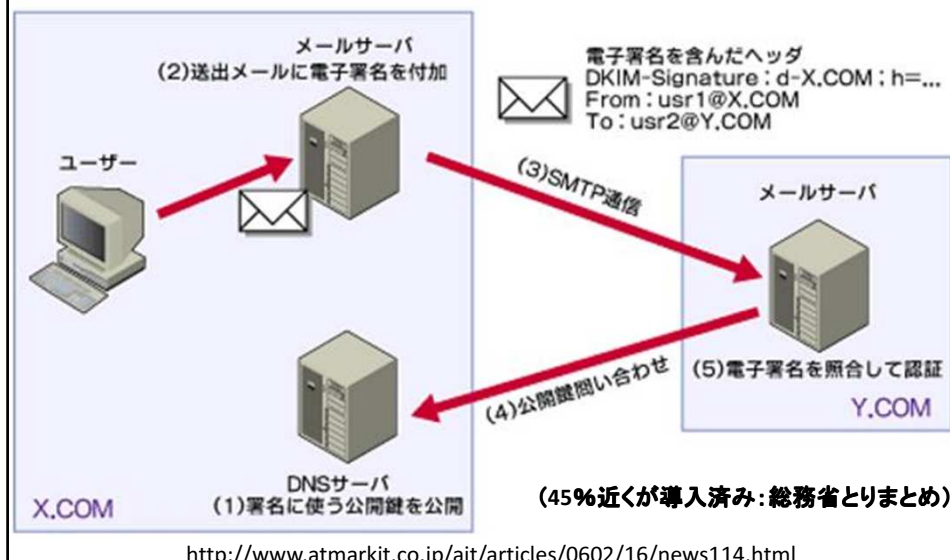 メールサーバ
(2)送出メールに電子署名を付加
電子署名を含んだヘッダ
DKIM-Signature：d-X.COM：h=...
From：usr1@X.COM
To：usr2@Y.COM
ユーザー
(3)SMTP通信
メールサーバ
(4)公開鍵問い合わせ
(5)電子署名を照合して認証
Y.COM
DNSサーバ
(1)署名に使う公開鍵を公開
X.COM
(45%近くが導入済み：総務省とりまとめ)
http://www.atmarkit.co.jp/ait/articles/0602/16/news114.html